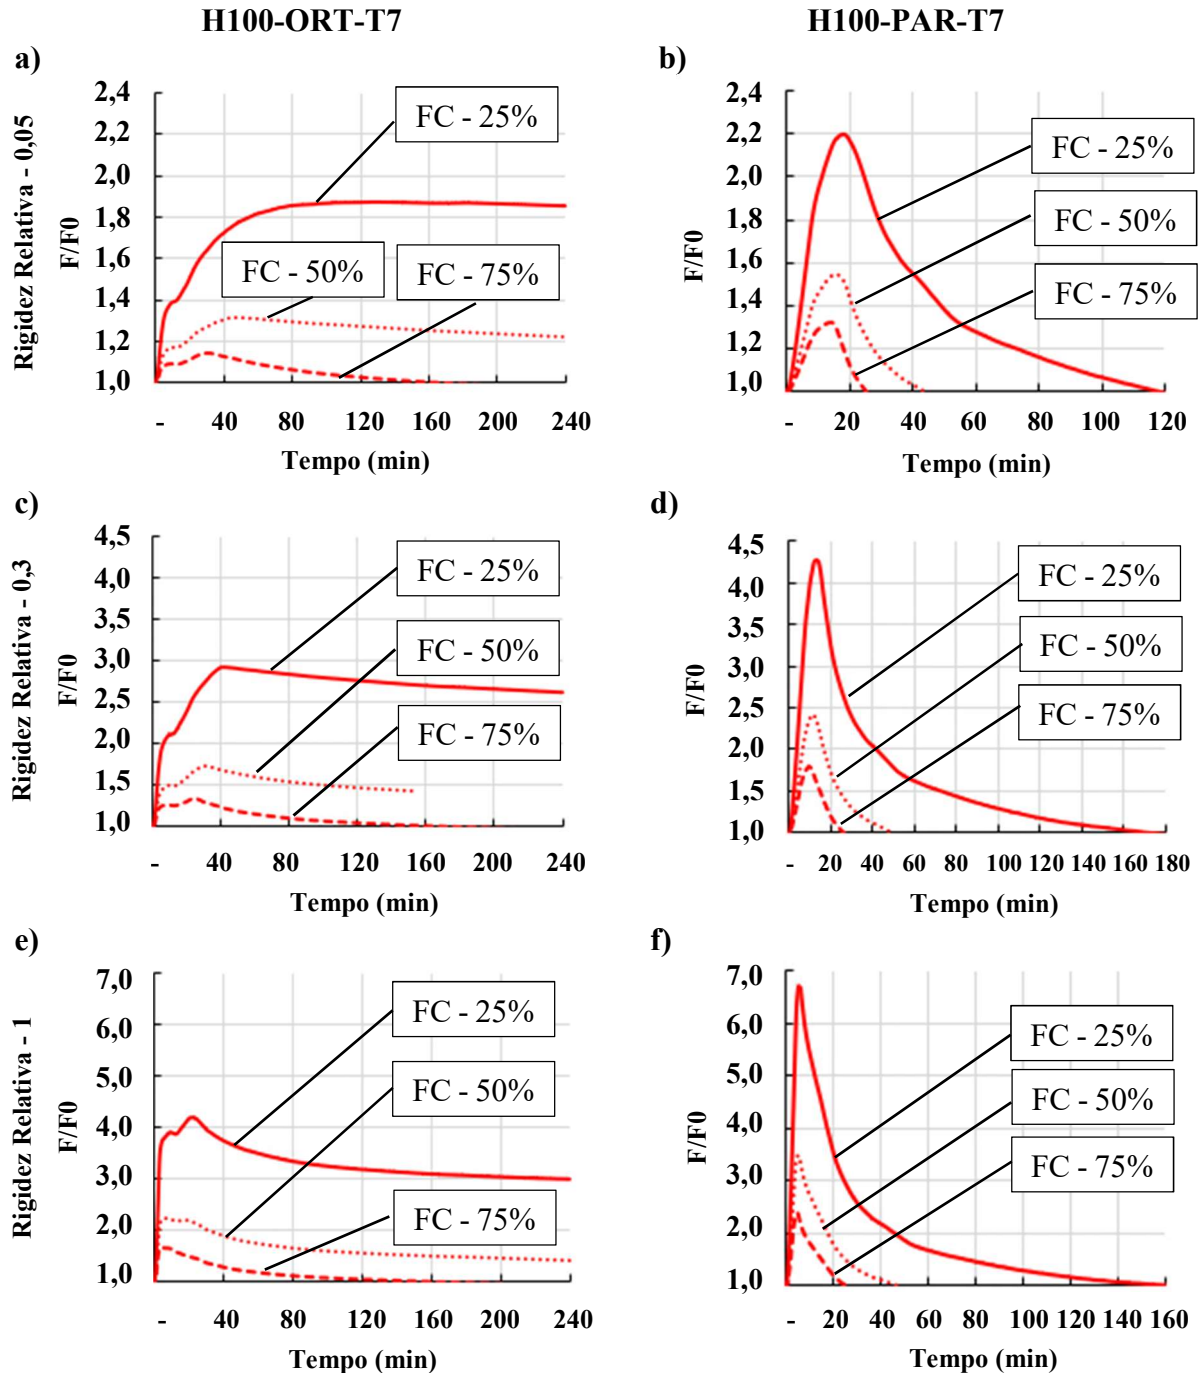 H100-ORT-T7
H100-PAR-T7
a)
Rigidez Relativa - 0,05
F/F0
2,4
2,2
2,0
1,8
1,6
1,4
1,2
1,0
FC - 25%
FC - 50%
FC - 75%
- 40 80 120 160 200 240
Tempo (min)
b)
F/F0
2,4
2,2
2,0
1,8
1,6
1,4
1,2
1,0
FC - 25%
FC - 50%
FC - 75%
- 20 40 60 80 100 120
Tempo (min)
c)
Rigidez Relativa - 0,3
F/F0
4,5
4,0
3,5
3,0
2,5
2,0
1,5
1,0
FC - 25%
FC - 50%
FC - 75%
- 40 80 120 160 200 240
Tempo (min)
d)
F/F0
4,5
4,0
3,5
3,0
2,5
2,0
1,5
1,0
FC - 25%
FC - 50%
FC - 75%
- 20 40 60 80 100 120 140 160 180
Tempo (min)
e)
Rigidez Relativa - 1
F/F0
7,0
6,0
5,0
4,0
3,0
2,0
1,0
FC - 25%
FC - 50%
FC - 75%
- 40 80 120 160 200 240
Tempo (min)
f)
F/F0
7,0
6,0
5,0
4,0
3,0
2,0
1,0
FC - 25%
FC - 50%
FC - 75%
- 20 40 60 80 100 120 140 160
Tempo (min)